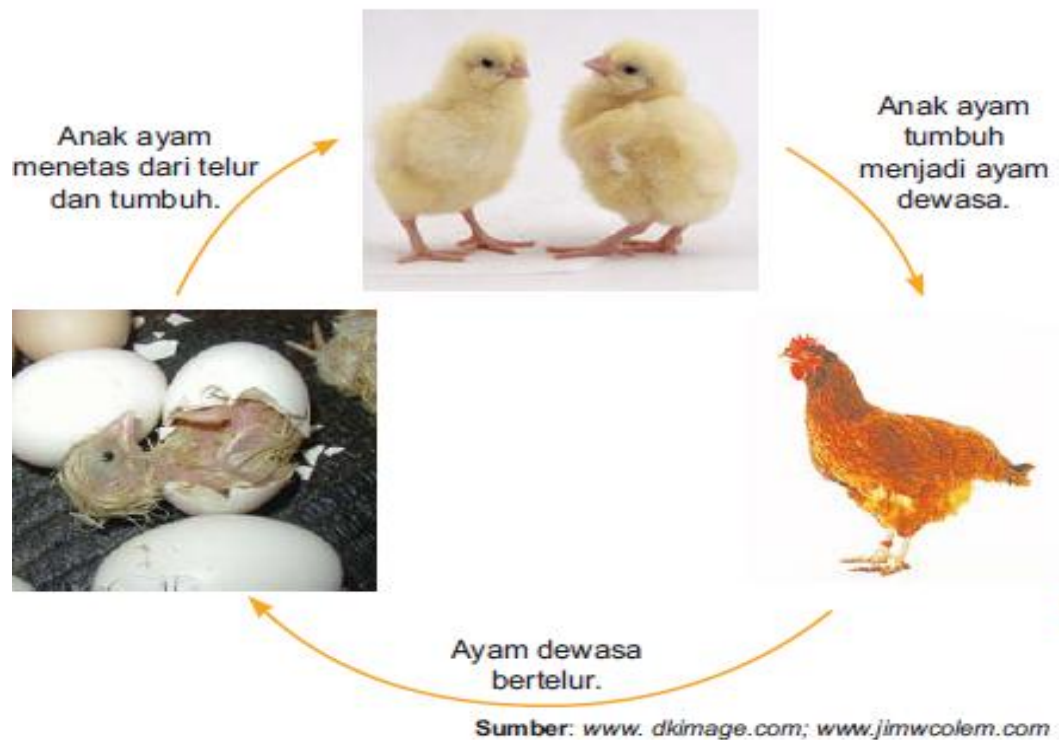 Anak ayam
menetas dari telur
dan tumbuh.
Anak ayam
tumbuh
menjadi ayam
dewasa.
Ayam dewasa
bertelur.
Sumber: www. dkimage.com; www.jimwcolem.com